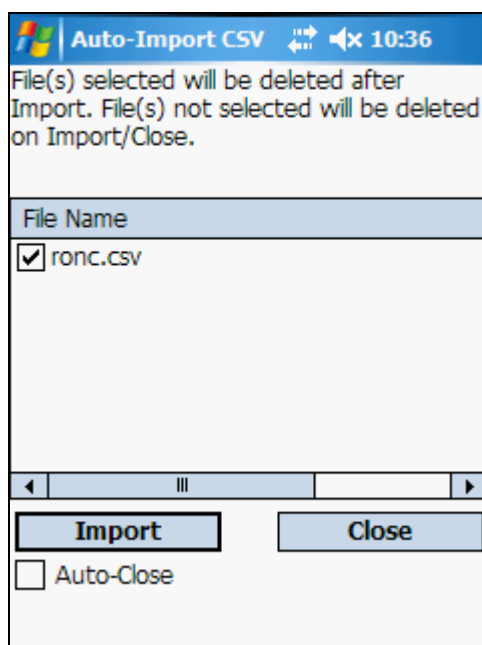 Auto-Import CSV 10:36
File(s) selected will be deleted after
Import. File(s) not selected will be deleted
on Import/Close.
File Name
ronc.csv
Import Close
Auto-Close